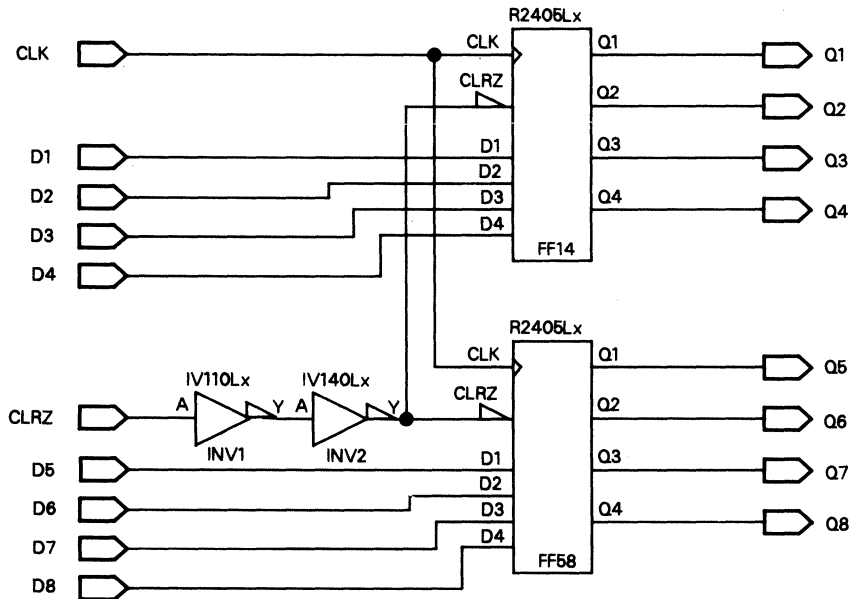 R2405Lx
CLK CLK Q1 Q1
CLRZ Q2 Q2
D1 D1 Q3 Q3
D2 D2
D3 D3 Q4 Q4
D4 D4
FF14
R2405Lx
CLK Q1 Q5
IV110Lx IV140Lx
CLRZ A Y A Y CLRZ Q2 Q6
INV1 INV2
D5 D1 Q3 Q7
D6 D2
D7 D3 Q4 Q8
D8 D4
FF58